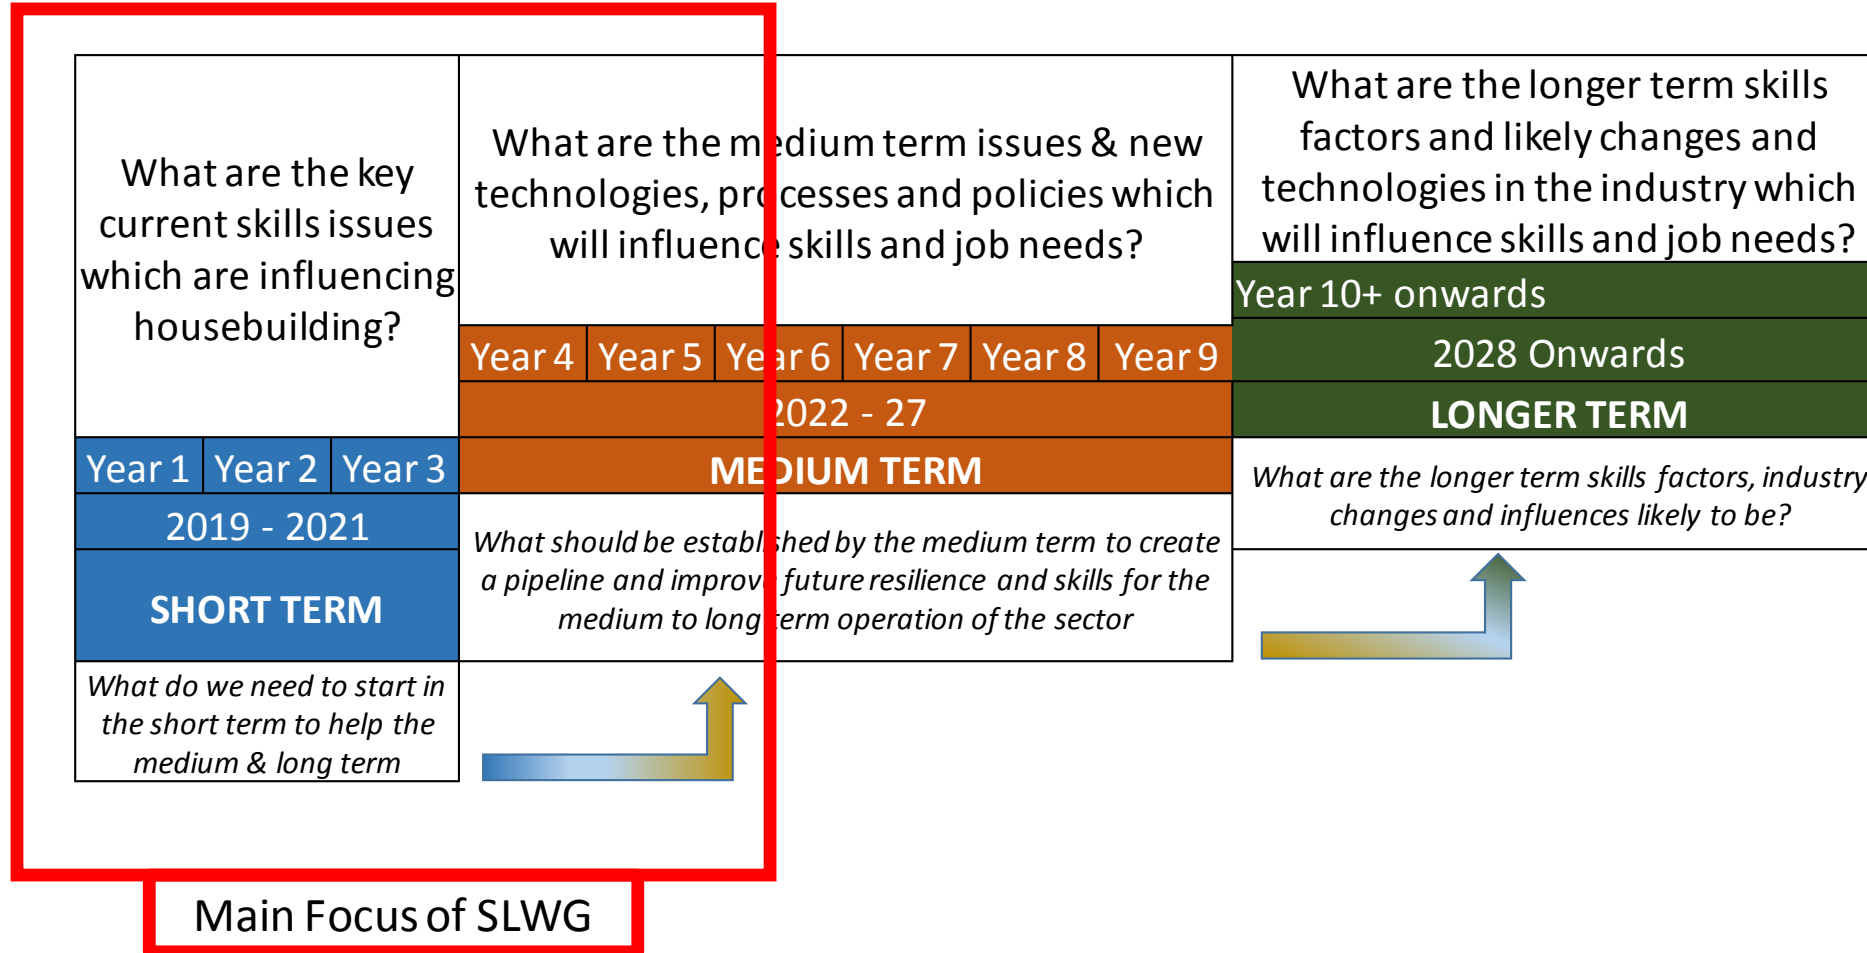 What are the key
current skills issues
which are influencing
housebuilding?
Year 1 Year 2 Year 3
2019 - 2021
SHORT TERM
What do we need to start in
the short term to help the
medium & long term
What are the medium term issues & new
technologies, processes and policies which
will influence skills and job needs?
Year 4 Year 5 Year 6 Year 7 Year 8 Year 9
2022 - 27
MEDIUM TERM
What should be established by the medium term to create
a pipeline and improve future resilience and skills for the
medium to long term operation of the sector
What are the longer term skills
factors and likely changes and
technologies in the industry which
will influence skills and job needs?
Year 10+ onwards
2028 Onwards
LONGER TERM
What are the longer term skills factors, industry
changes and influences likely to be?
Main Focus of SLWG